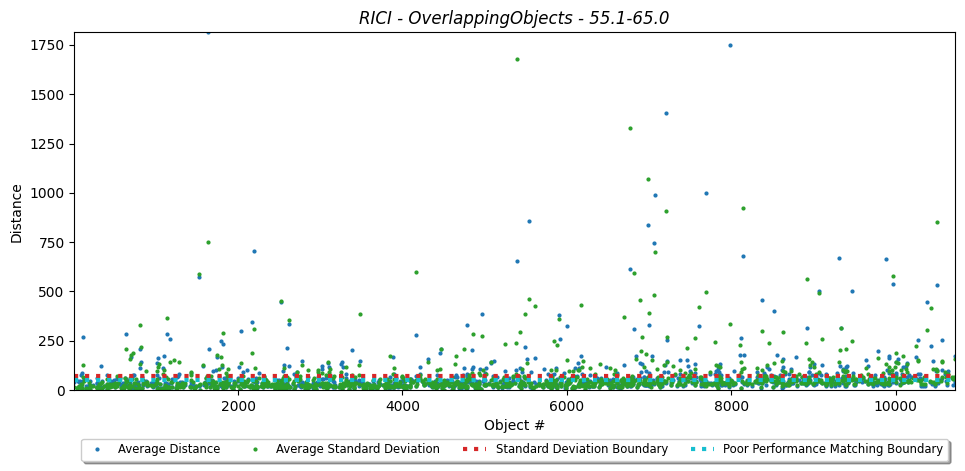 RICI - OverlappingObjects - 55.1-65.0
1750
1500
1250
1000
750
500
250
0
Distance
2000 4000 6000 8000 10000
Object #
Average Distance Average Standard Deviation Standard Deviation Boundary Poor Performance Matching Boundary